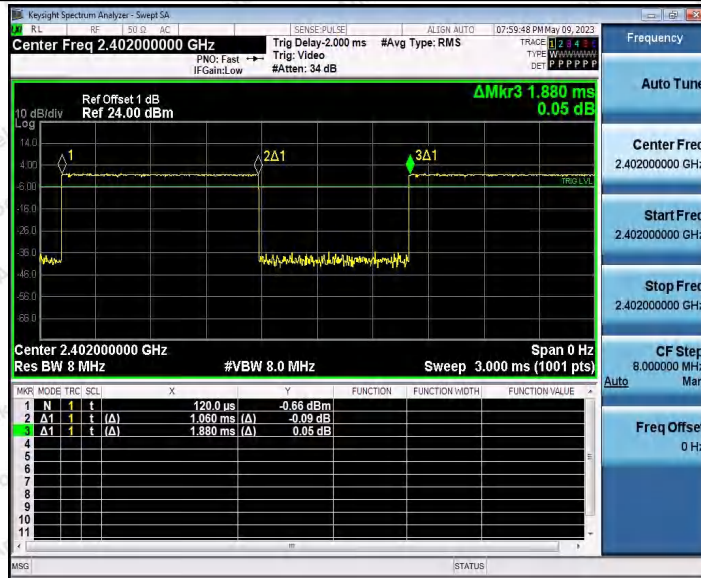 Keysight Spectrum Analyzer - Swept SA
RL RF 50 Ω AC SENSE:PULSE ALIGN AUTO 07:59:48 PM May 09, 2023
Center Freq 2.402000000 GHz
PNO: Fast
IFGain:Low
Trig Delay-2.000 ms
Trig: Video
#Atten: 34 dB
#Avg Type: RMS
TRACE 1 2 3 4 5 6
TYPE WWWWWW
DET P P P P P P
ΔMkr3 1.880 ms
0.05 dB
Ref Offset 1 dB
10 dB/div Ref 24.00 dBm
Log
14.0
4.00
-6.00
-16.0
-26.0
-36.0
-46.0
-56.0
-66.0
1
2Δ1
3Δ1
TRIG LVL
Center 2.402000000 GHz Span 0 Hz
Res BW 8 MHz #VBW 8.0 MHz Sweep 3.000 ms (1001 pts)
MKR MODE TRC SCL X Y FUNCTION FUNCTION WIDTH FUNCTION VALUE
1 N 1 t 120.0 µs -0.66 dBm
2 Δ1 1 t (Δ) 1.060 ms (Δ) -0.09 dB
3 Δ1 1 t (Δ) 1.880 ms (Δ) 0.05 dB
4
5
6
7
8
9
10
11
MSG STATUS
Frequency
Auto Tune
Center Freq
2.402000000 GHz
Start Freq
2.402000000 GHz
Stop Freq
2.402000000 GHz
CF Step
8.000000 MHz
Auto Man
Freq Offset
0 Hz